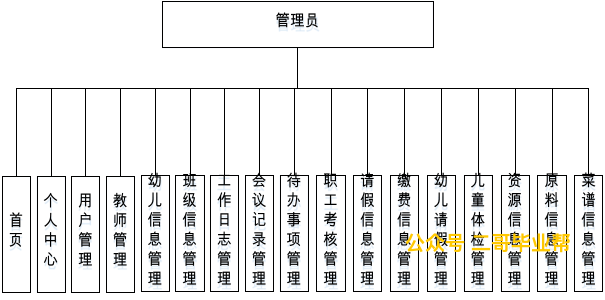 管理员
首页
个人中心
用户管理
教师管理
幼儿信息管理
班级信息管理
工作日志管理
会议记录管理
待办事项管理
职工考核管理
请假信息管理
缴费信息管理
幼儿请假管理
儿童体检管理
资源信息管理
原料信息管理
菜谱信息管理
公众号 二哥毕业帮